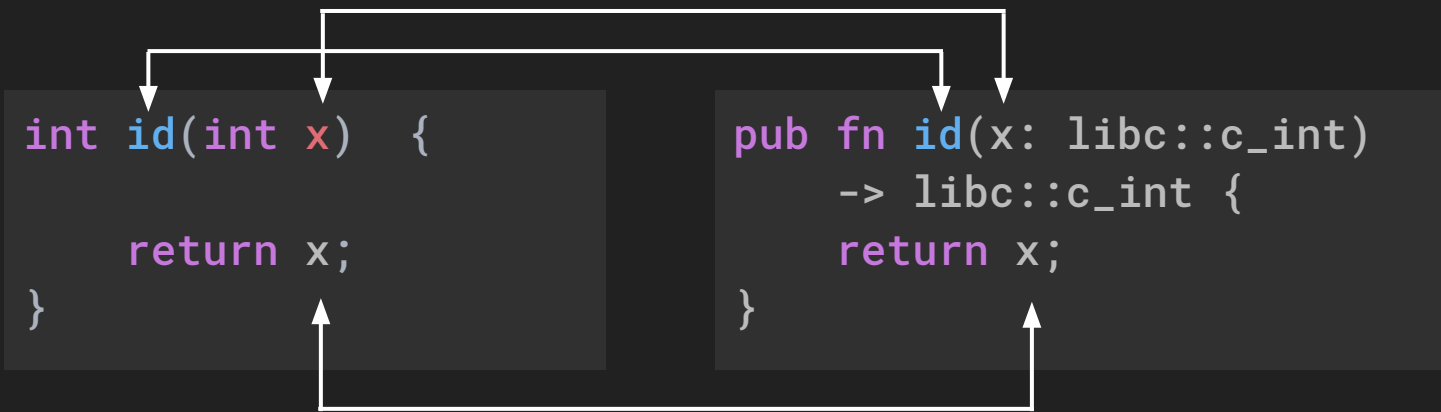 int id(int x)  {
    return x;
}
pub fn id(x: libc::c_int)
    -> libc::c_int {
    return x;
}